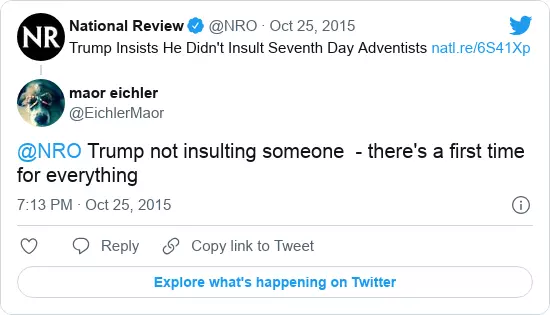 NR National Review @NRO · Oct 25, 2015
Trump Insists He Didn't Insult Seventh Day Adventists natl.re/6S41Xp
maor eichler
@EichlerMaor
@NRO Trump not insulting someone - there's a first time
for everything
7:13 PM · Oct 25, 2015
Reply Copy link to Tweet
Explore what's happening on Twitter